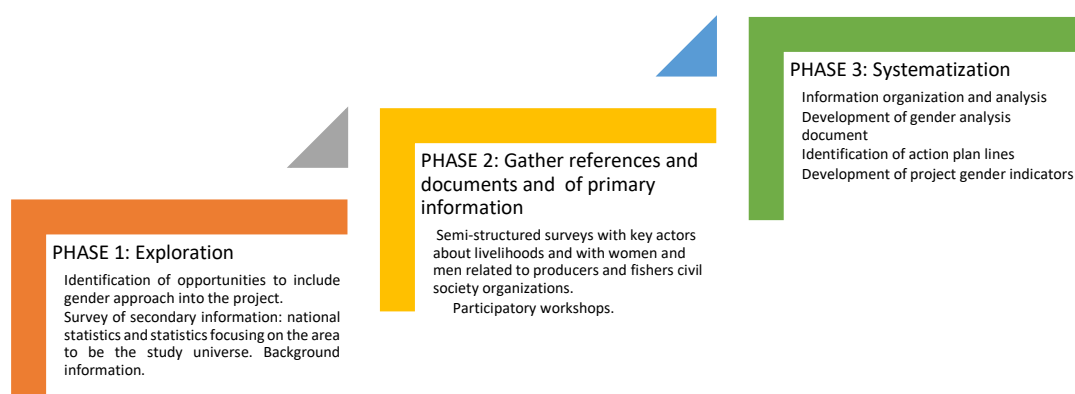 PHASE 1: Exploration
Identification of opportunities to include
gender approach into the project.
Survey of secondary information: national
statistics and statistics focusing on the area
to be the study universe. Background
information.
PHASE 2: Gather references and
documents and of primary
information
Semi-structured surveys with key actors
about livelihoods and with women and
men related to producers and fishers civil
society organizations.
Participatory workshops.
PHASE 3: Systematization
Information organization and analysis
Development of gender analysis
document
Identification of action plan lines
Development of project gender indicators